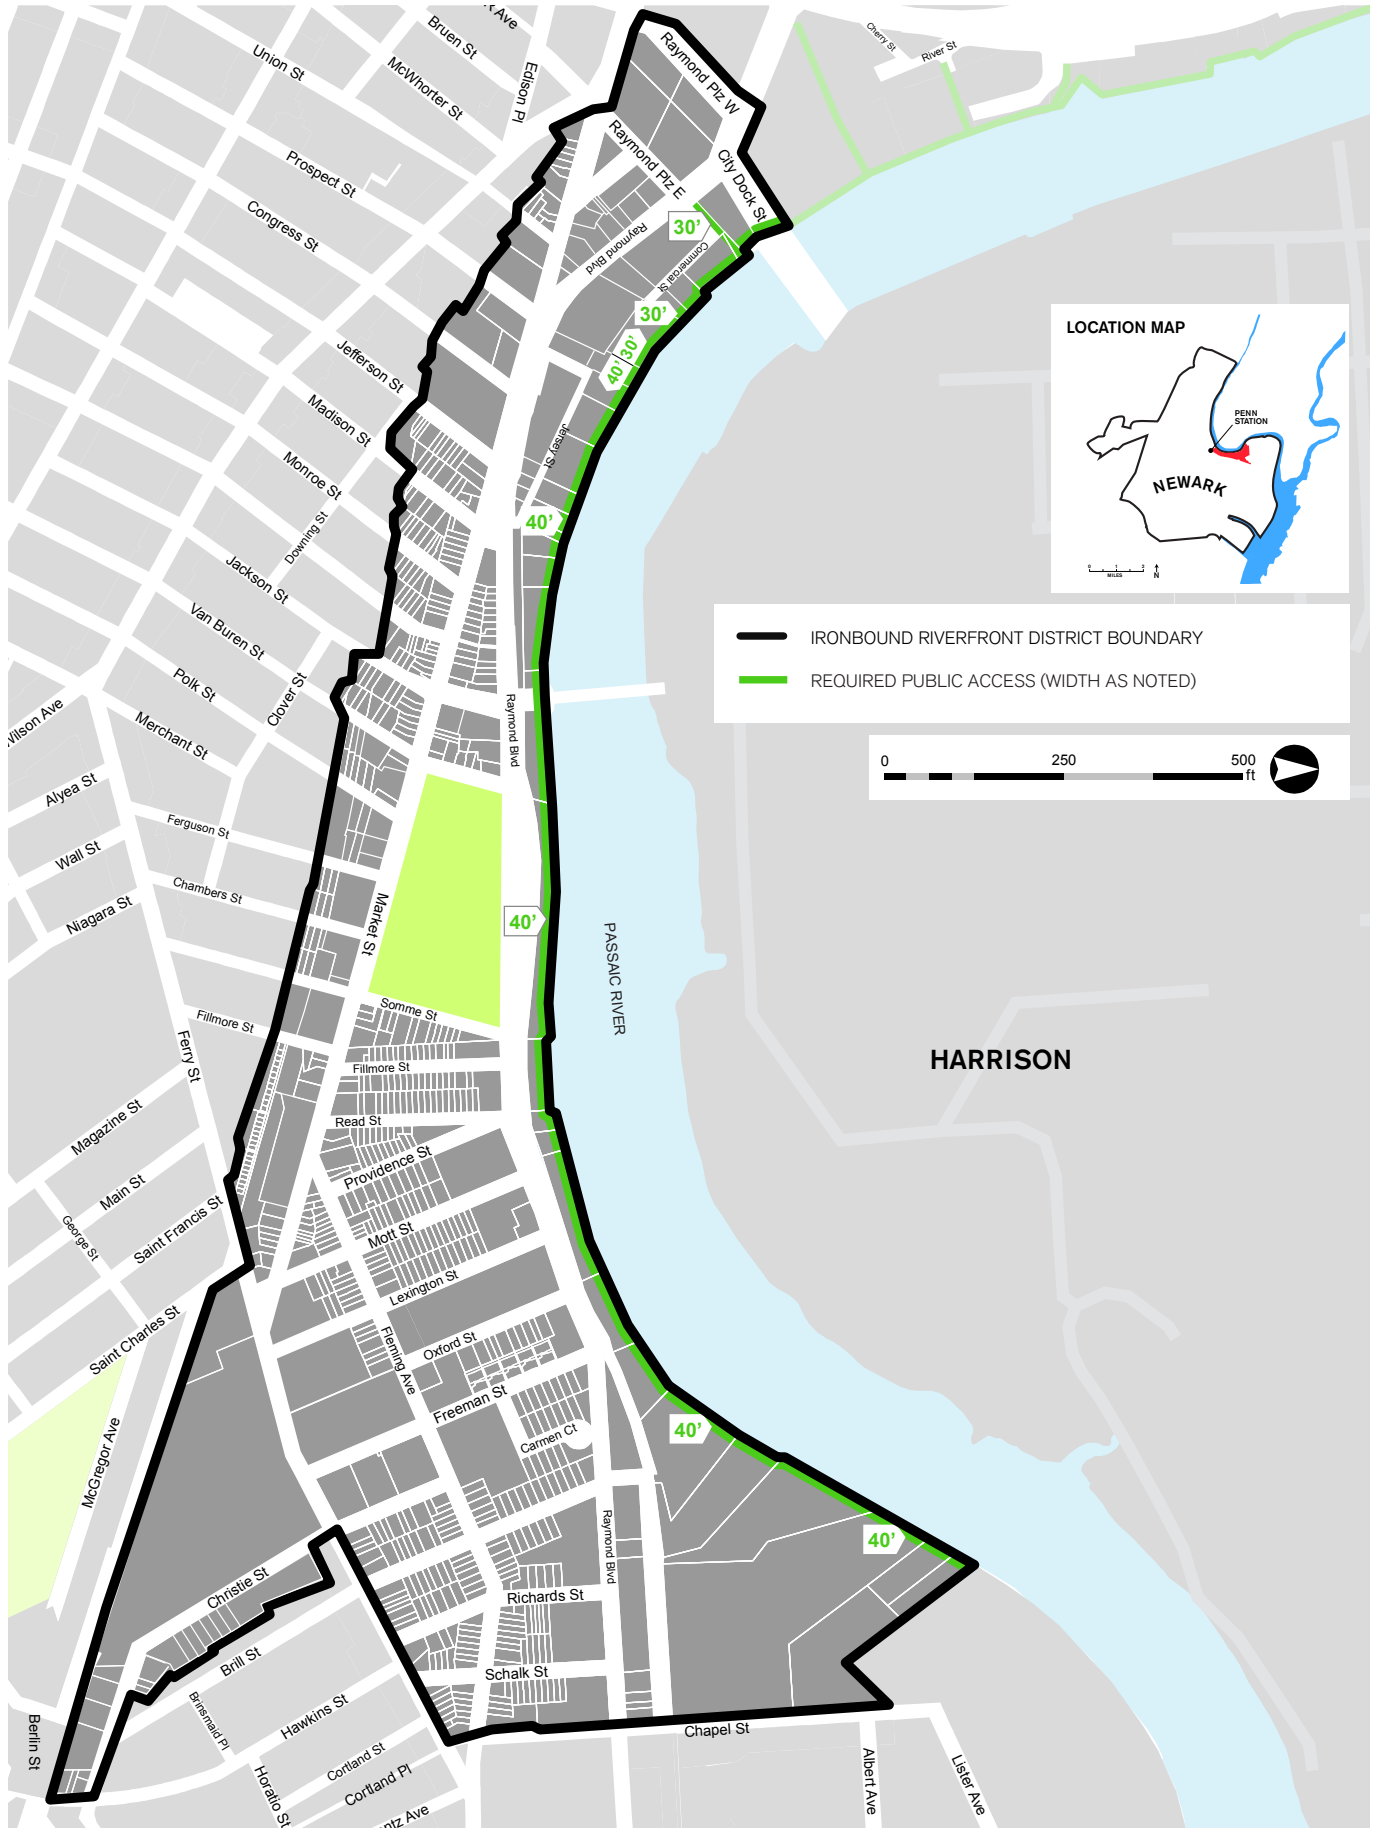 Bruen St
Union St
McWhorter St
Edison Pl
Cherry St
River St
Raymond Plz W
Raymond Plz E
City Dock St
Prospect St
Congress St
30'
Raymond Blvd
Commercial St
30'
30'
40'
Jefferson St
Madison St
Monroe St
Downing St
Jersey St
40'
Jackson St
Van Buren St
Polk St
Clover St
Merchant St
Wilson Ave
Raymond Blvd
LOCATION MAP
PENN
STATION
NEWARK
0 1 2
MILES
N
IRONBOUND RIVERFRONT DISTRICT BOUNDARY
REQUIRED PUBLIC ACCESS (WIDTH AS NOTED)
0 250 500
ft
Alyea St
Wall St
Niagara St
Ferguson St
Chambers St
Market St
40'
PASSAIC RIVER
HARRISON
Somme St
Fillmore St
Ferry St
Fillmore St
Read St
Providence St
Magazine St
Main St
George St
Saint Francis St
Mott St
Lexington St
Saint Charles St
Fleming Ave
Oxford St
Freeman St
Carmen Ct
40'
McGregor Ave
40'
Raymond Blvd
Christie St
Richards St
Brill St
Schalk St
Brinsmaid Pl
Hawkins St
Chapel St
Berlin St
Cortland St
Horatio St
Cortland Pl
Albert Ave
Lister Ave